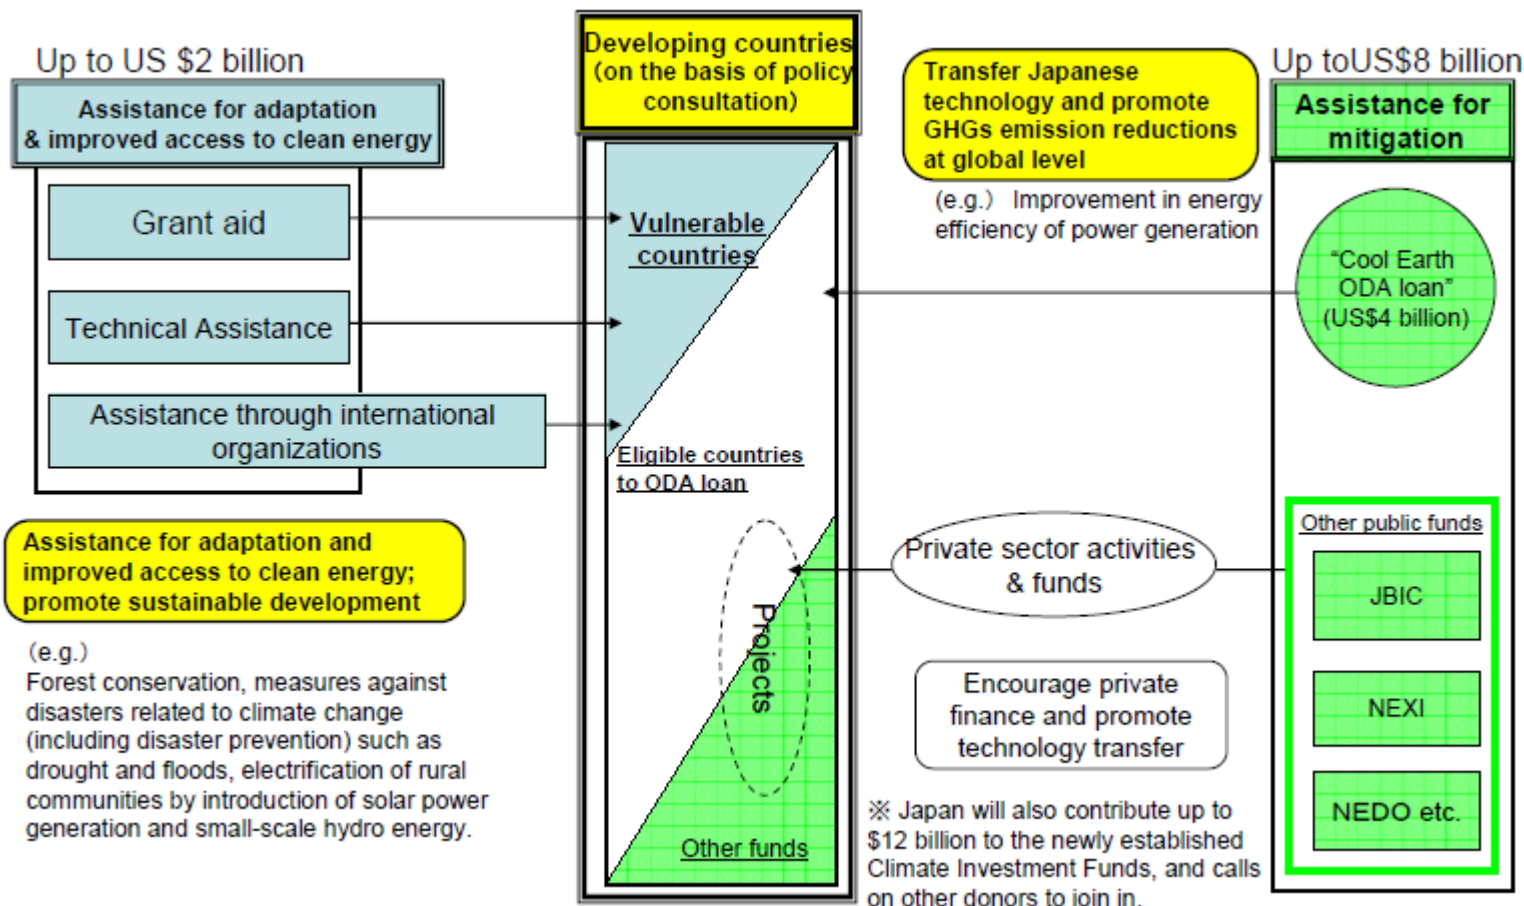 Up to US $2 billion
Assistance for adaptation
& improved access to clean energy
Grant aid
Technical Assistance
Assistance through international
organizations
Assistance for adaptation and
improved access to clean energy;
promote sustainable development
(e.g.)
Forest conservation, measures against
disasters related to climate change
(including disaster prevention) such as
drought and floods, electrification of rural
communities by introduction of solar power
generation and small-scale hydro energy.
Developing countries
(on the basis of policy
consultation)
Vulnerable
countries
Eligible countries
to ODA loan
Projects
Other funds
Transfer Japanese
technology and promote
GHGs emission reductions
at global level
(e.g.) Improvement in energy
efficiency of power generation
Private sector activities
& funds
Encourage private
finance and promote
technology transfer
※ Japan will also contribute up to
$12 billion to the newly established
Climate Investment Funds, and calls
on other donors to join in.
Up toUS$8 billion
Assistance for
mitigation
“Cool Earth
ODA loan”
(US$4 billion)
Other public funds
JBIC
NEXI
NEDO etc.